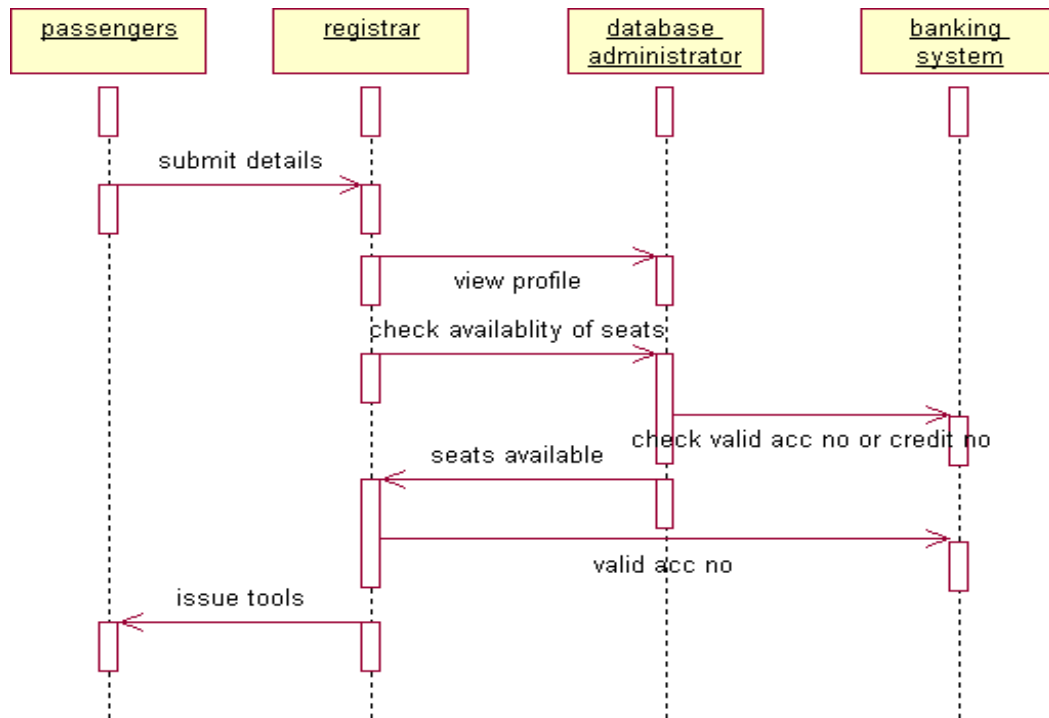 passengers
registrar
database
administrator
banking
system
submit details
view profile
check availablity of seats
check valid acc no or credit no
seats available
valid acc no
issue tools